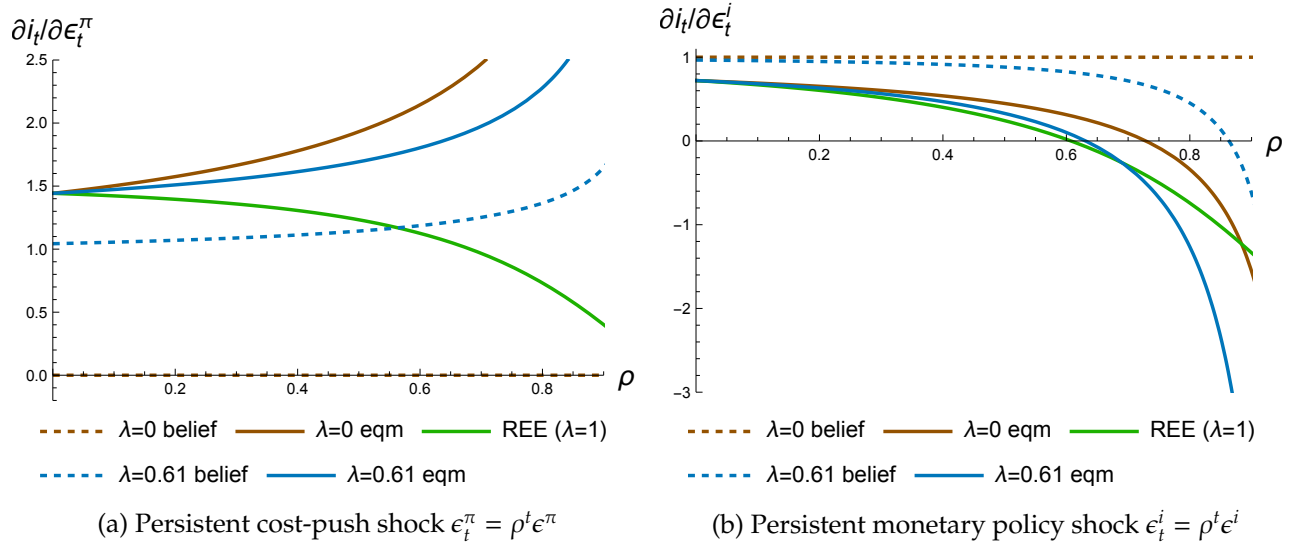 ∂i_t/∂ϵ_t^π
2.5
2.0
1.5
1.0
0.5
0.0
0.2 0.4 0.6 0.8
ρ
λ=0 belief λ=0 eqm REE (λ=1)
λ=0.61 belief λ=0.61 eqm
(a) Persistent cost-push shock ϵ_t^π = ρ^t ϵ^π
∂i_t/∂ϵ_t^i
1
0
-1
-2
-3
0.2 0.4 0.6 0.8
ρ
λ=0 belief λ=0 eqm REE (λ=1)
λ=0.61 belief λ=0.61 eqm
(b) Persistent monetary policy shock ϵ_t^i = ρ^t ϵ^i